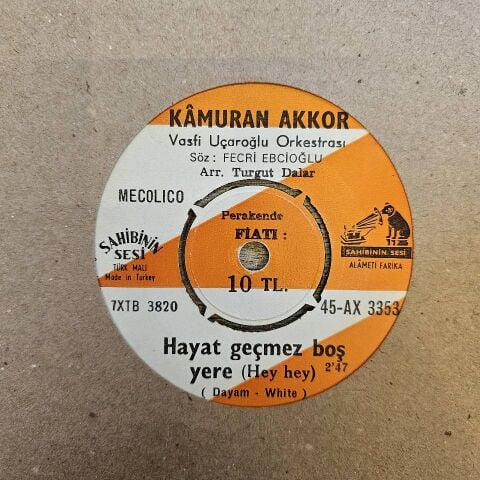 KÂMURAN AKKOR
Vasfi Uçaroğlu Orkestrası
Söz : FECRİ EBCİOĞLU
Arr. Turgut Dalar
MECOLICO
Perakende
FİATI :
10 TL.
SAHİBİNİN
SESİ
TÜRK MALI
Made in Turkey
SAHİBİNİN SESİ
ALÂMETİ FARİKA
7XTB 3820
45-AX 3353
Hayat geçmez boş
yere (Hey hey) 2'47
( Dayam - White )